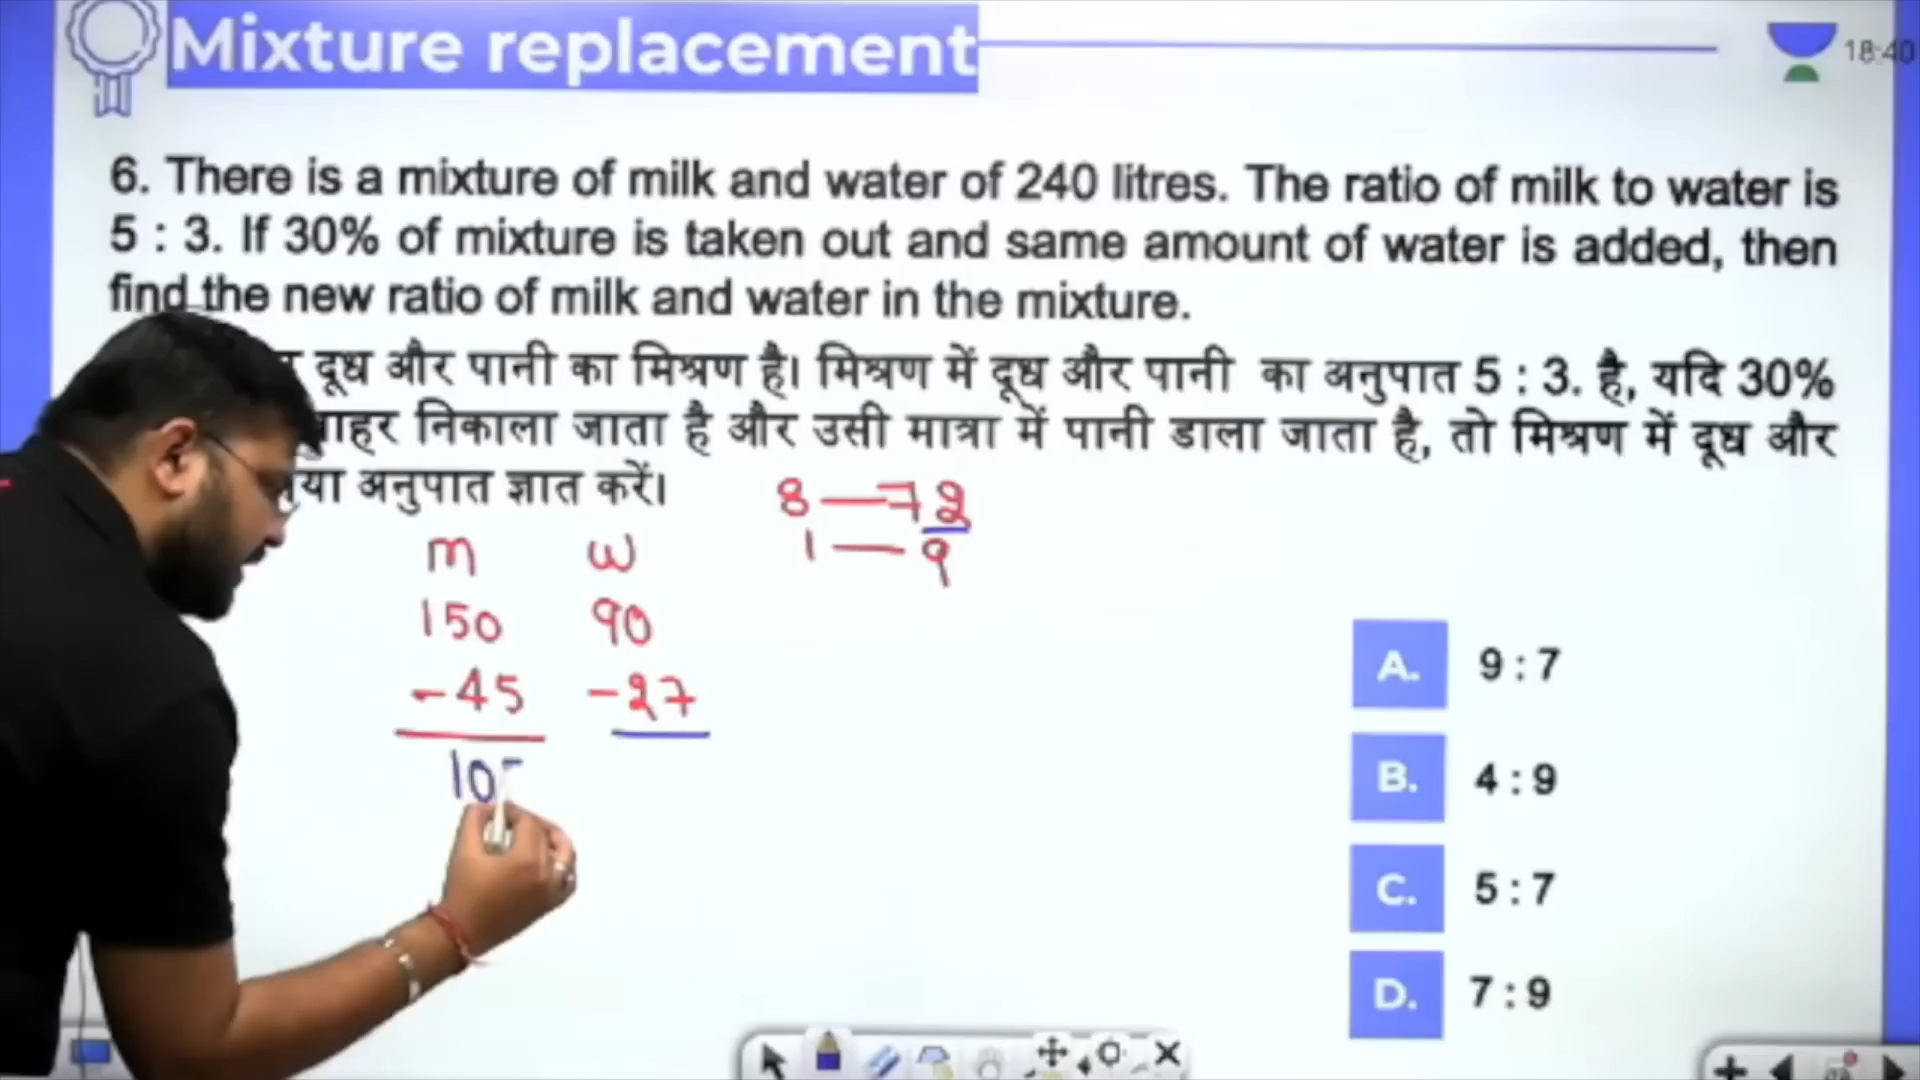 Mixture replacement
18:40
6. There is a mixture of milk and water of 240 litres. The ratio of milk to water is
5 : 3. If 30% of mixture is taken out and same amount of water is added, then
find the new ratio of milk and water in the mixture.
दूध और पानी का मिश्रण है। मिश्रण में दूध और पानी का अनुपात 5 : 3. है, यदि 30%
निकाला जाता है और उसी मात्रा में पानी डाला जाता है, तो मिश्रण में दूध और
अनुपात ज्ञात करें।
8 — 72
1 — 9
m w
150 90
-45 -27
105
A. 9 : 7
B. 4 : 9
C. 5 : 7
D. 7 : 9